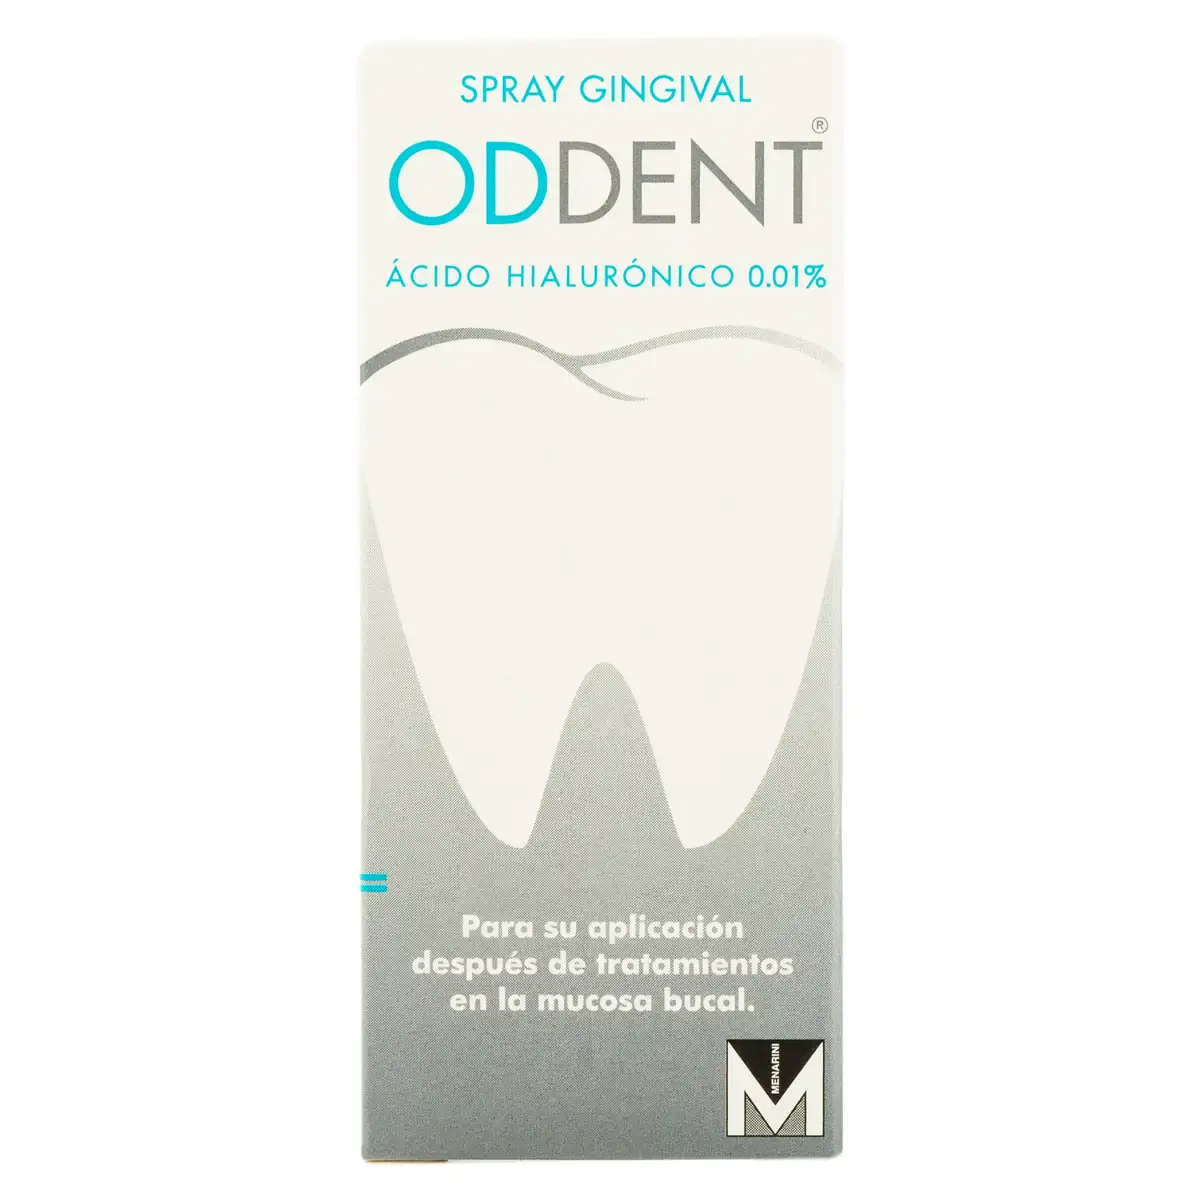 SPRAY GINGIVAL
ODDENT®
ÁCIDO HIALURÓNICO 0.01%
Para su aplicación
después de tratamientos
en la mucosa bucal.
MENARINI